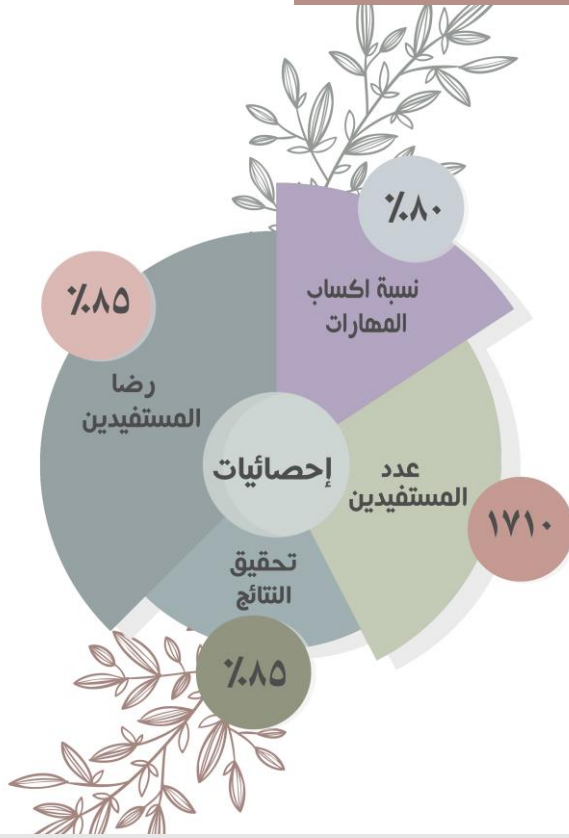 ٪٨٠
نسبة اكساب
المهارات
٪٨٥
رضا
المستفيدين
إحصائيات
عدد
المستفيدين
١٧١٠
تحقيق
النتائج
٪٨٥